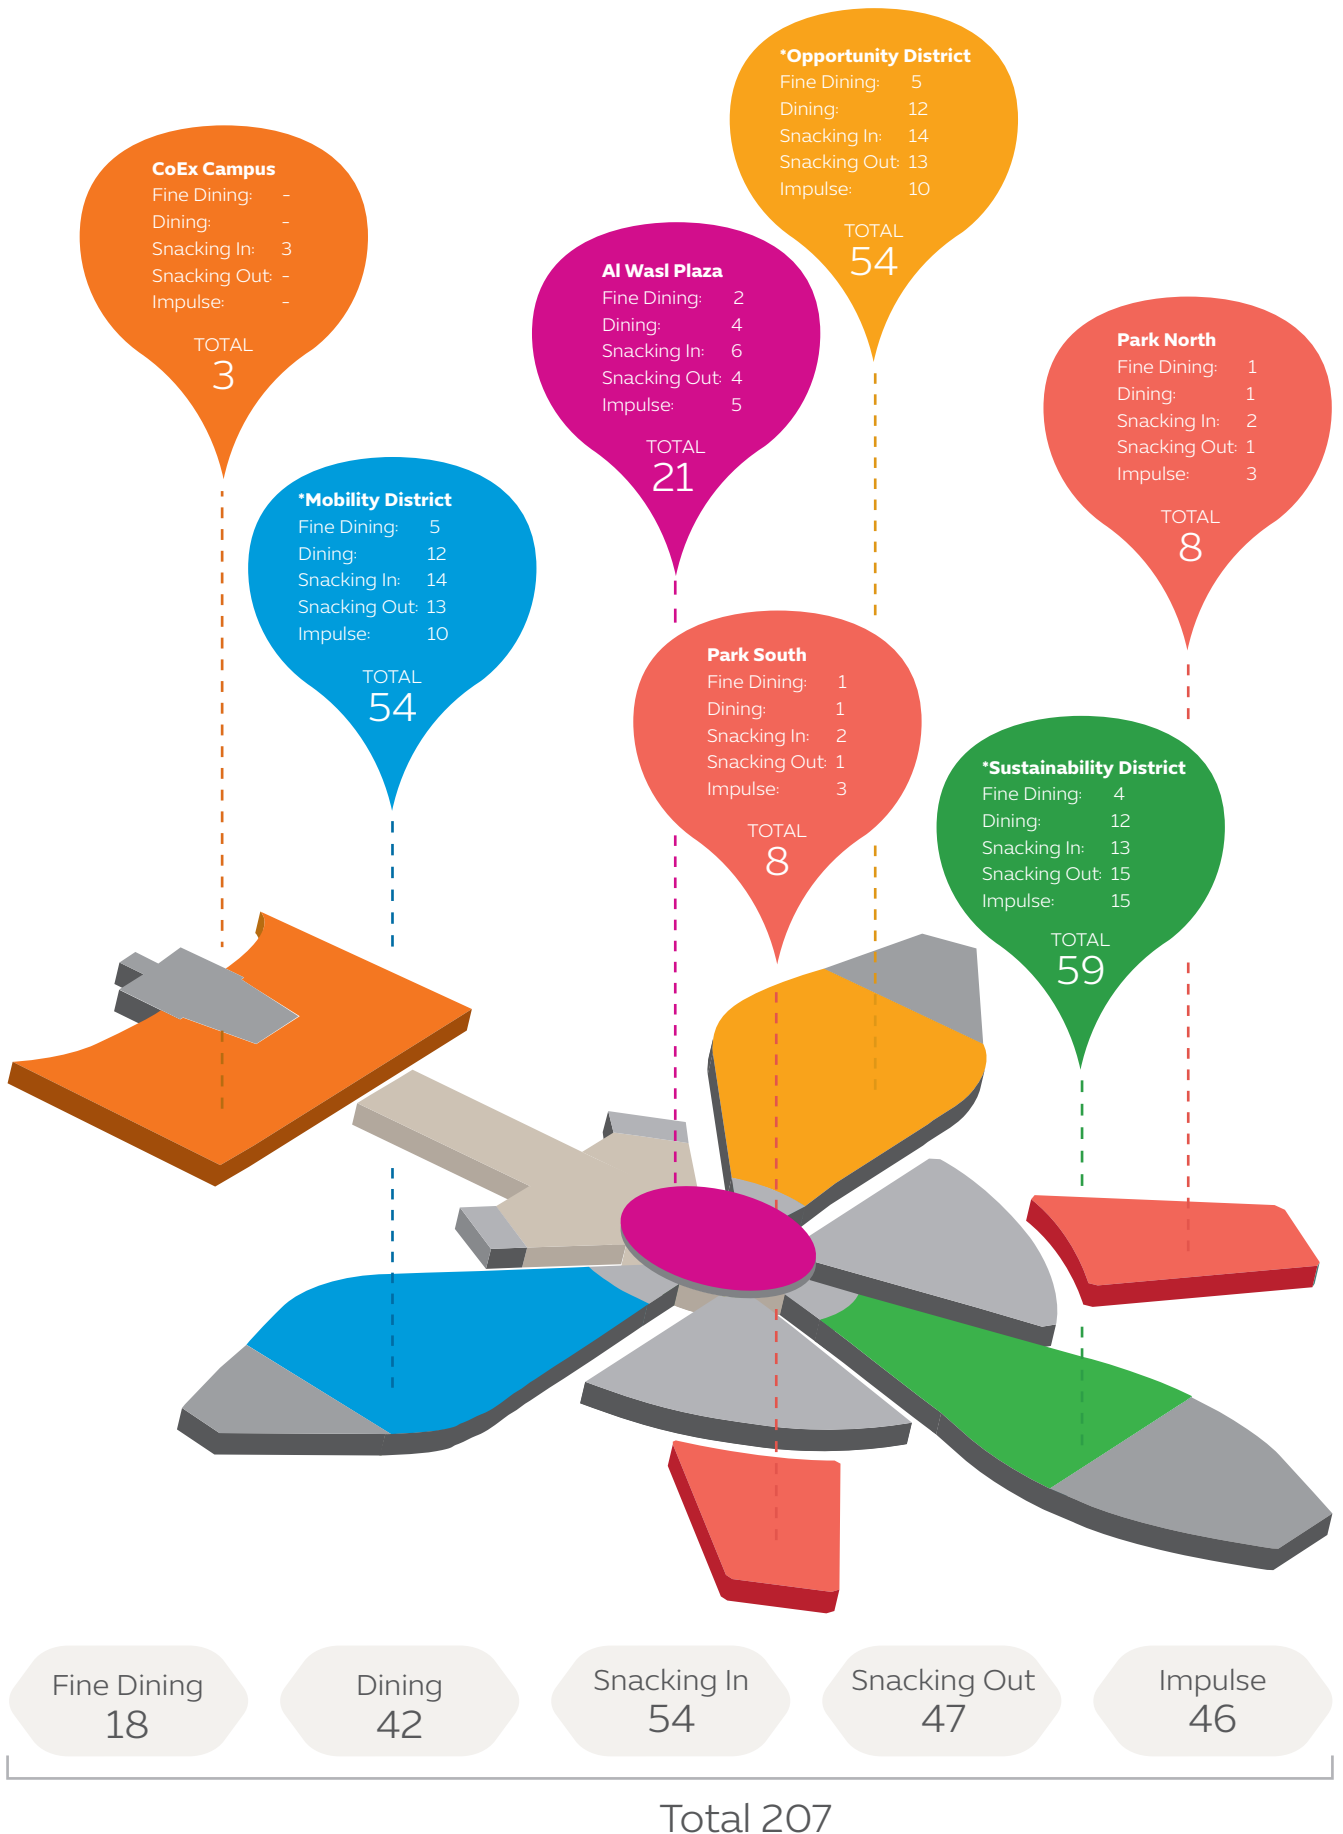 *Opportunity District
Fine Dining: 5
Dining: 12
Snacking In: 14
Snacking Out: 13
Impulse: 10
TOTAL
54
CoEx Campus
Fine Dining: -
Dining: -
Snacking In: 3
Snacking Out: -
Impulse: -
TOTAL
3
Al Wasl Plaza
Fine Dining: 2
Dining: 4
Snacking In: 6
Snacking Out: 4
Impulse: 5
TOTAL
21
Park North
Fine Dining: 1
Dining: 1
Snacking In: 2
Snacking Out: 1
Impulse: 3
TOTAL
8
*Mobility District
Fine Dining: 5
Dining: 12
Snacking In: 14
Snacking Out: 13
Impulse: 10
TOTAL
54
Park South
Fine Dining: 1
Dining: 1
Snacking In: 2
Snacking Out: 1
Impulse: 3
TOTAL
8
*Sustainability District
Fine Dining: 4
Dining: 12
Snacking In: 13
Snacking Out: 15
Impulse: 15
TOTAL
59
Fine Dining
18
Dining
42
Snacking In
54
Snacking Out
47
Impulse
46
Total 207